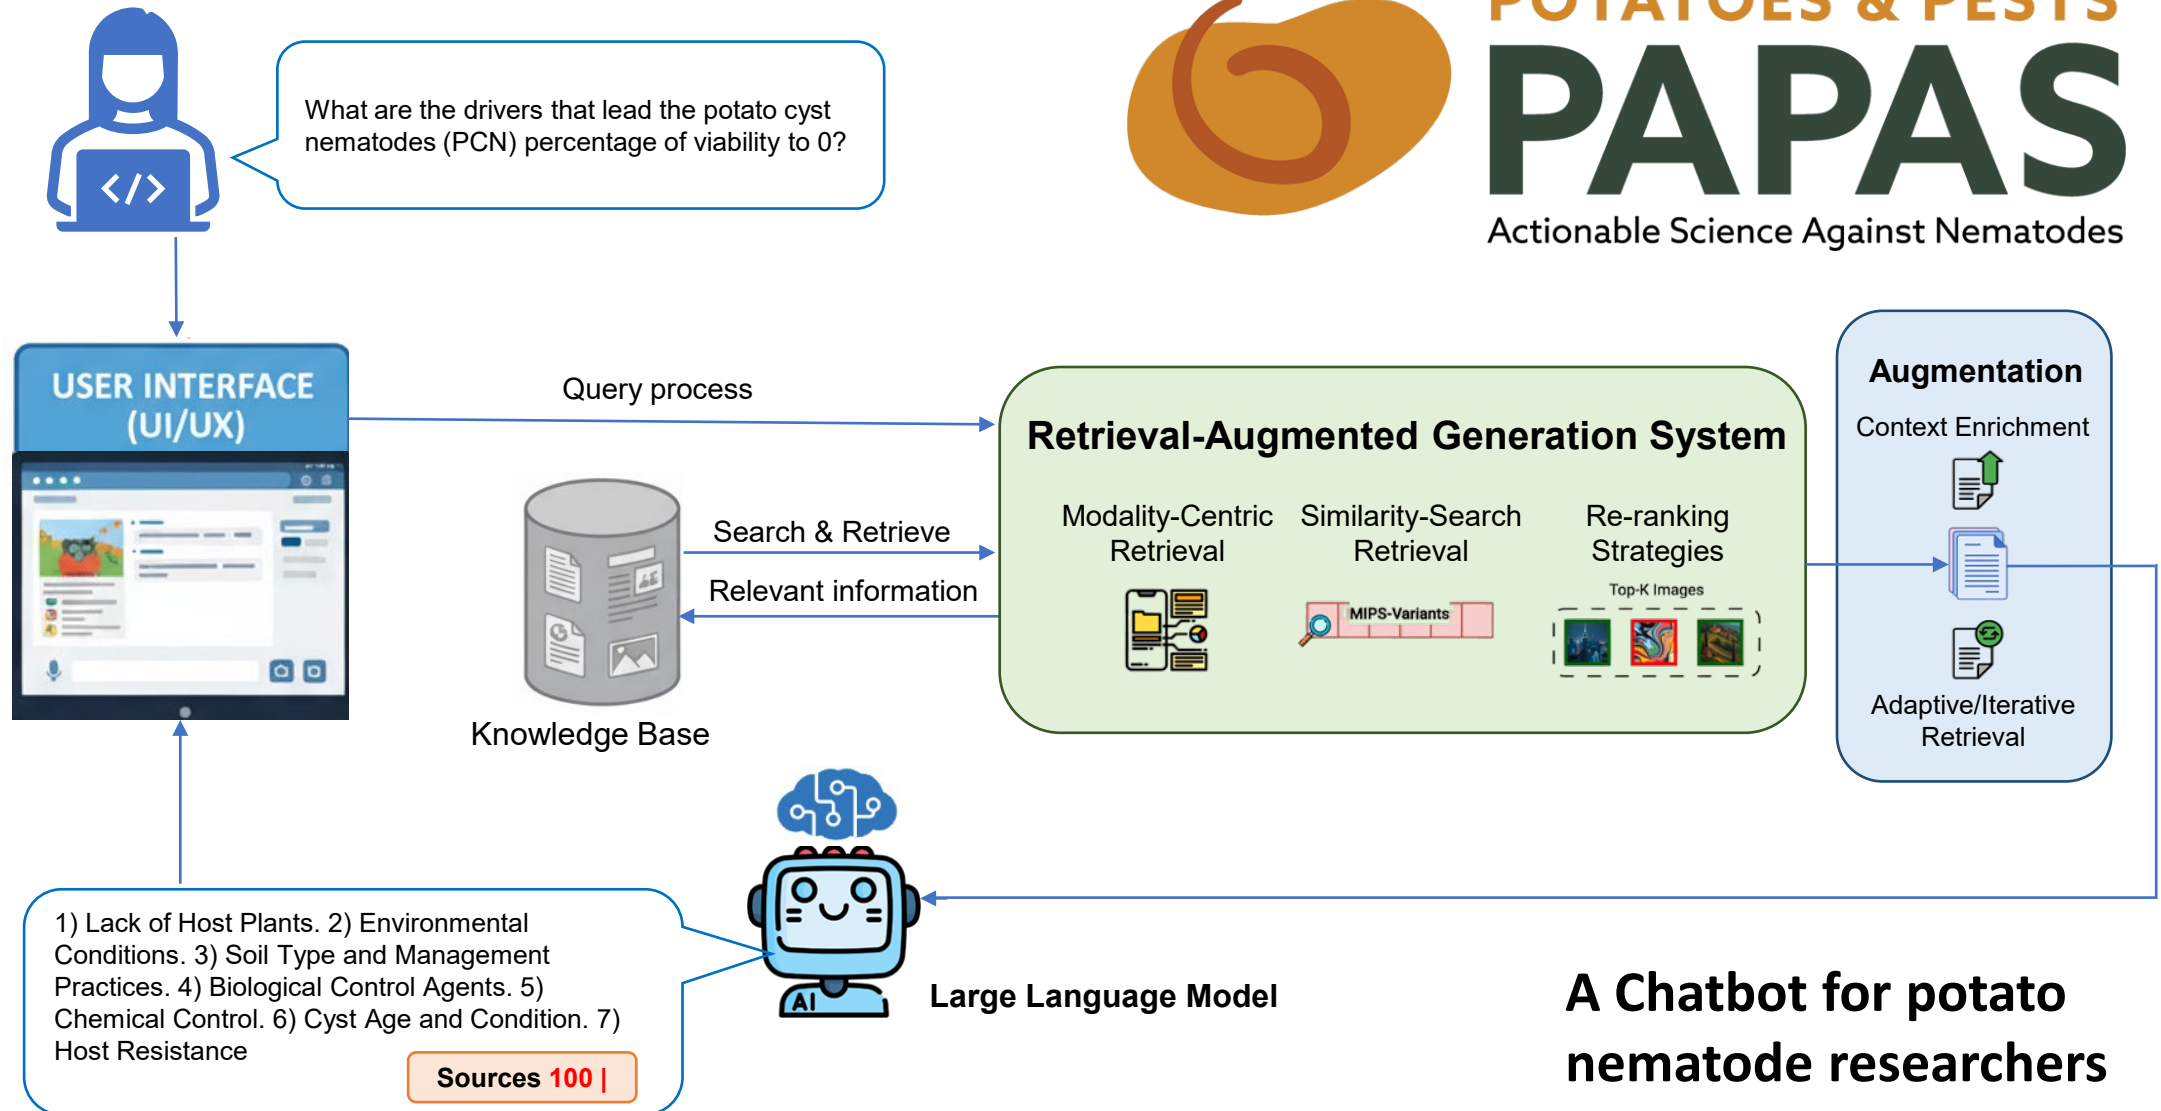 POTATOES & PESTS
PAPAS
Actionable Science Against Nematodes
What are the drivers that lead the potato cyst
nematodes (PCN) percentage of viability to 0?
USER INTERFACE
(UI/UX)
Query process
Search & Retrieve
Relevant information
Knowledge Base
Retrieval-Augmented Generation System
Modality-Centric
Retrieval
Similarity-Search
Retrieval
MIPS-Variants
Re-ranking
Strategies
Top-K Images
Augmentation
Context Enrichment
Adaptive/Iterative
Retrieval
1) Lack of Host Plants. 2) Environmental
Conditions. 3) Soil Type and Management
Practices. 4) Biological Control Agents. 5)
Chemical Control. 6) Cyst Age and Condition. 7)
Host Resistance
Sources 100 |
AI
Large Language Model
A Chatbot for potato
nematode researchers